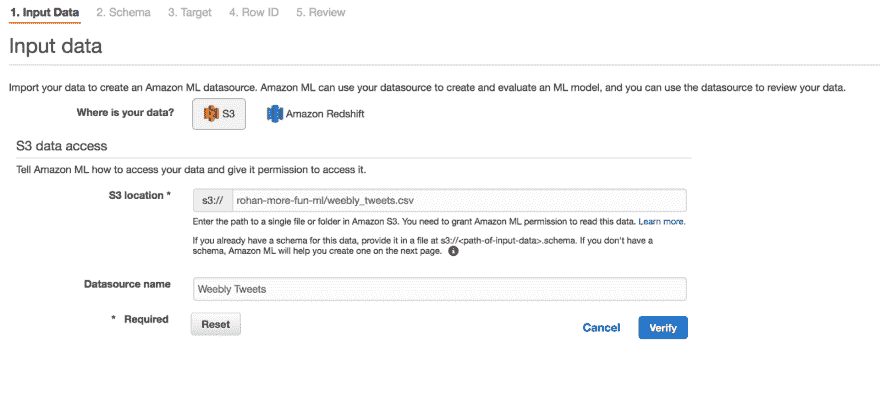 1. Input Data 2. Schema 3. Target 4. Row ID 5. Review
Input data
Import your data to create an Amazon ML datasource. Amazon ML can use your datasource to create and evaluate an ML model, and you can use the datasource to review your data.
Where is your data? S3 Amazon Redshift
S3 data access
Tell Amazon ML how to access your data and give it permission to access it.
S3 location * s3:// rohan-more-fun-ml/weebly_tweets.csv
Enter the path to a single file or folder in Amazon S3. You need to grant Amazon ML permission to read this data. Learn more.
If you already have a schema for this data, provide it in a file at s3://<path-of-input-data>.schema. If you don't have a
schema, Amazon ML will help you create one on the next page. i
Datasource name Weebly Tweets
* Required Reset Cancel Verify